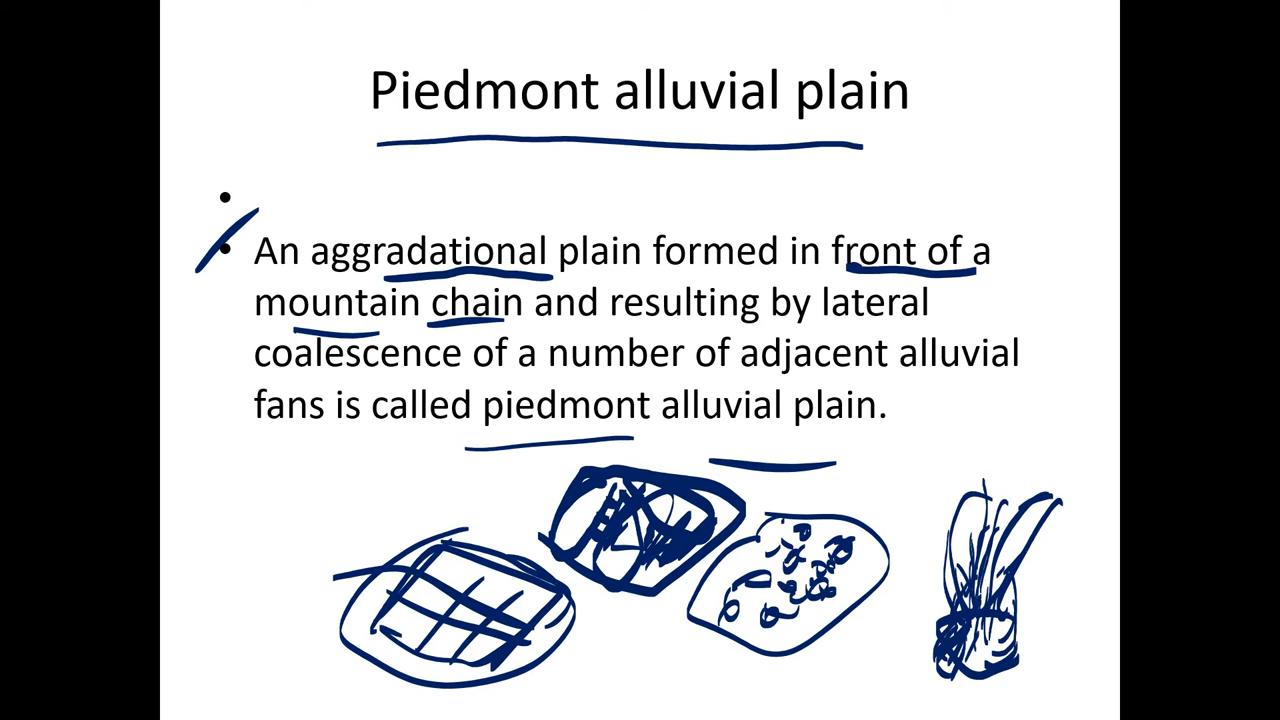 Piedmont alluvial plain
•
• An aggradational plain formed in front of a
mountain chain and resulting by lateral
coalescence of a number of adjacent alluvial
fans is called piedmont alluvial plain.